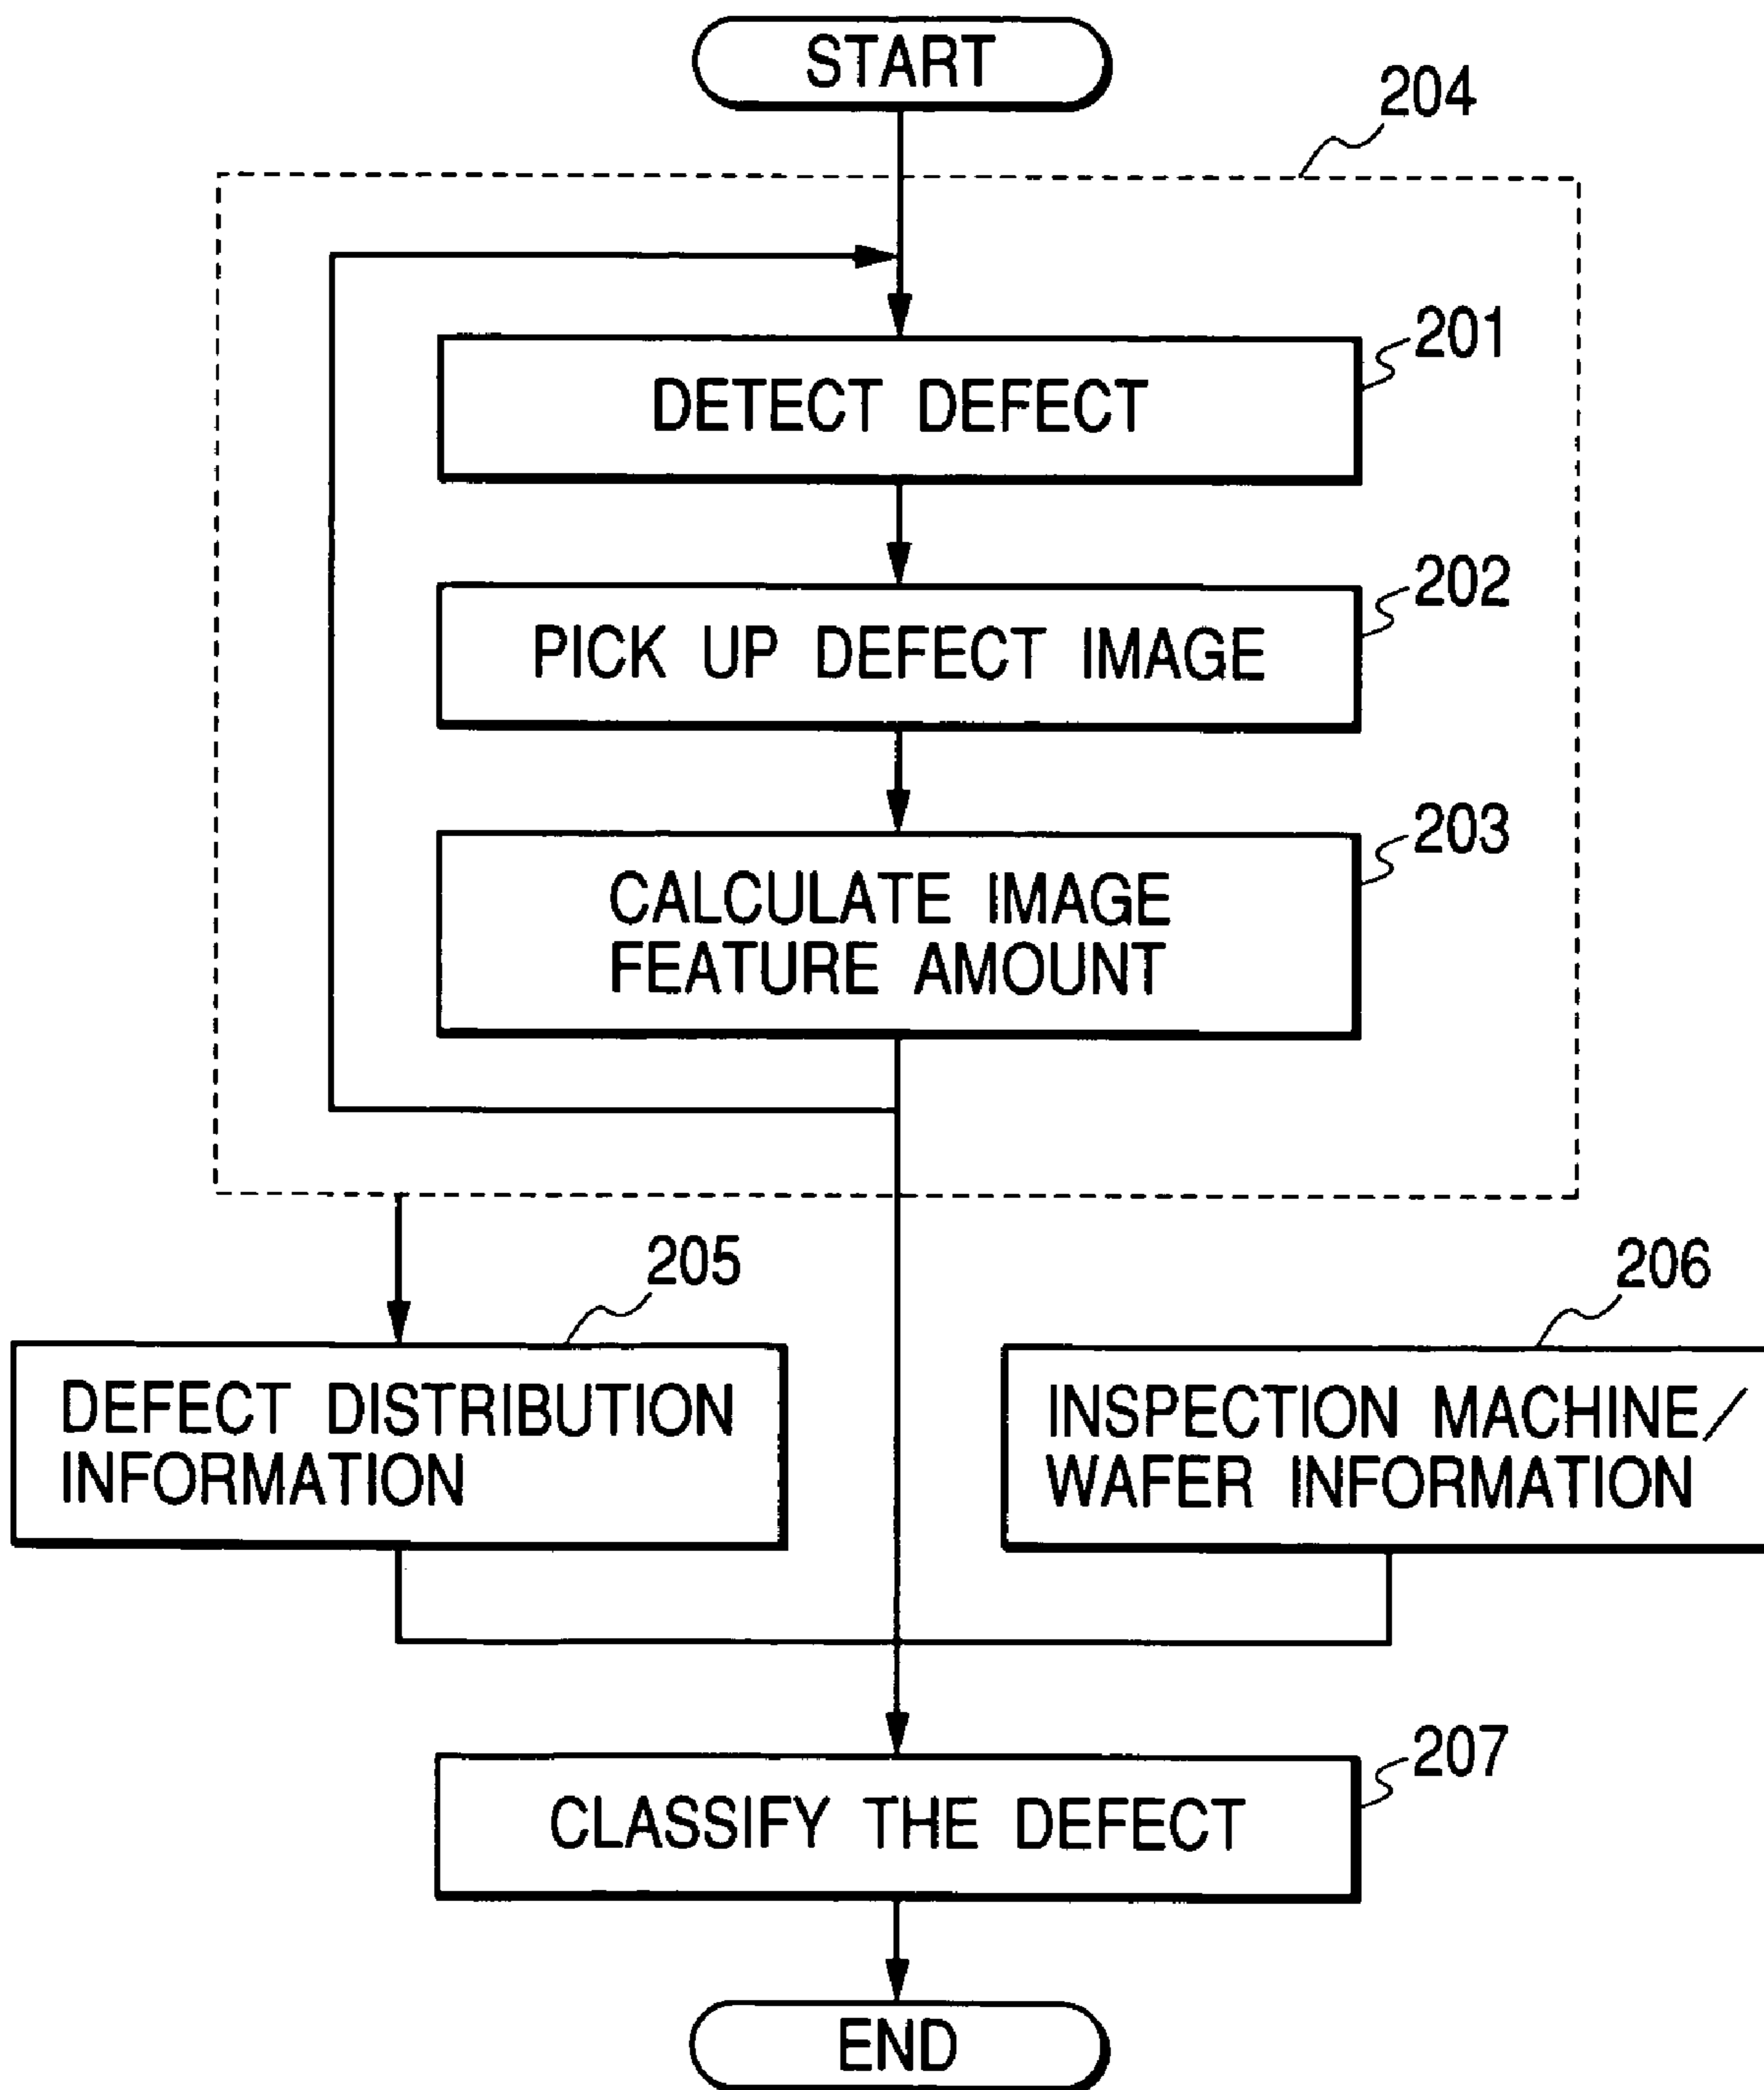 START
204
201
DETECT DEFECT
202
PICK UP DEFECT IMAGE
203
CALCULATE IMAGE
FEATURE AMOUNT
205
206
DEFECT DISTRIBUTION
INFORMATION
INSPECTION MACHINE/
WAFER INFORMATION
207
CLASSIFY THE DEFECT
END